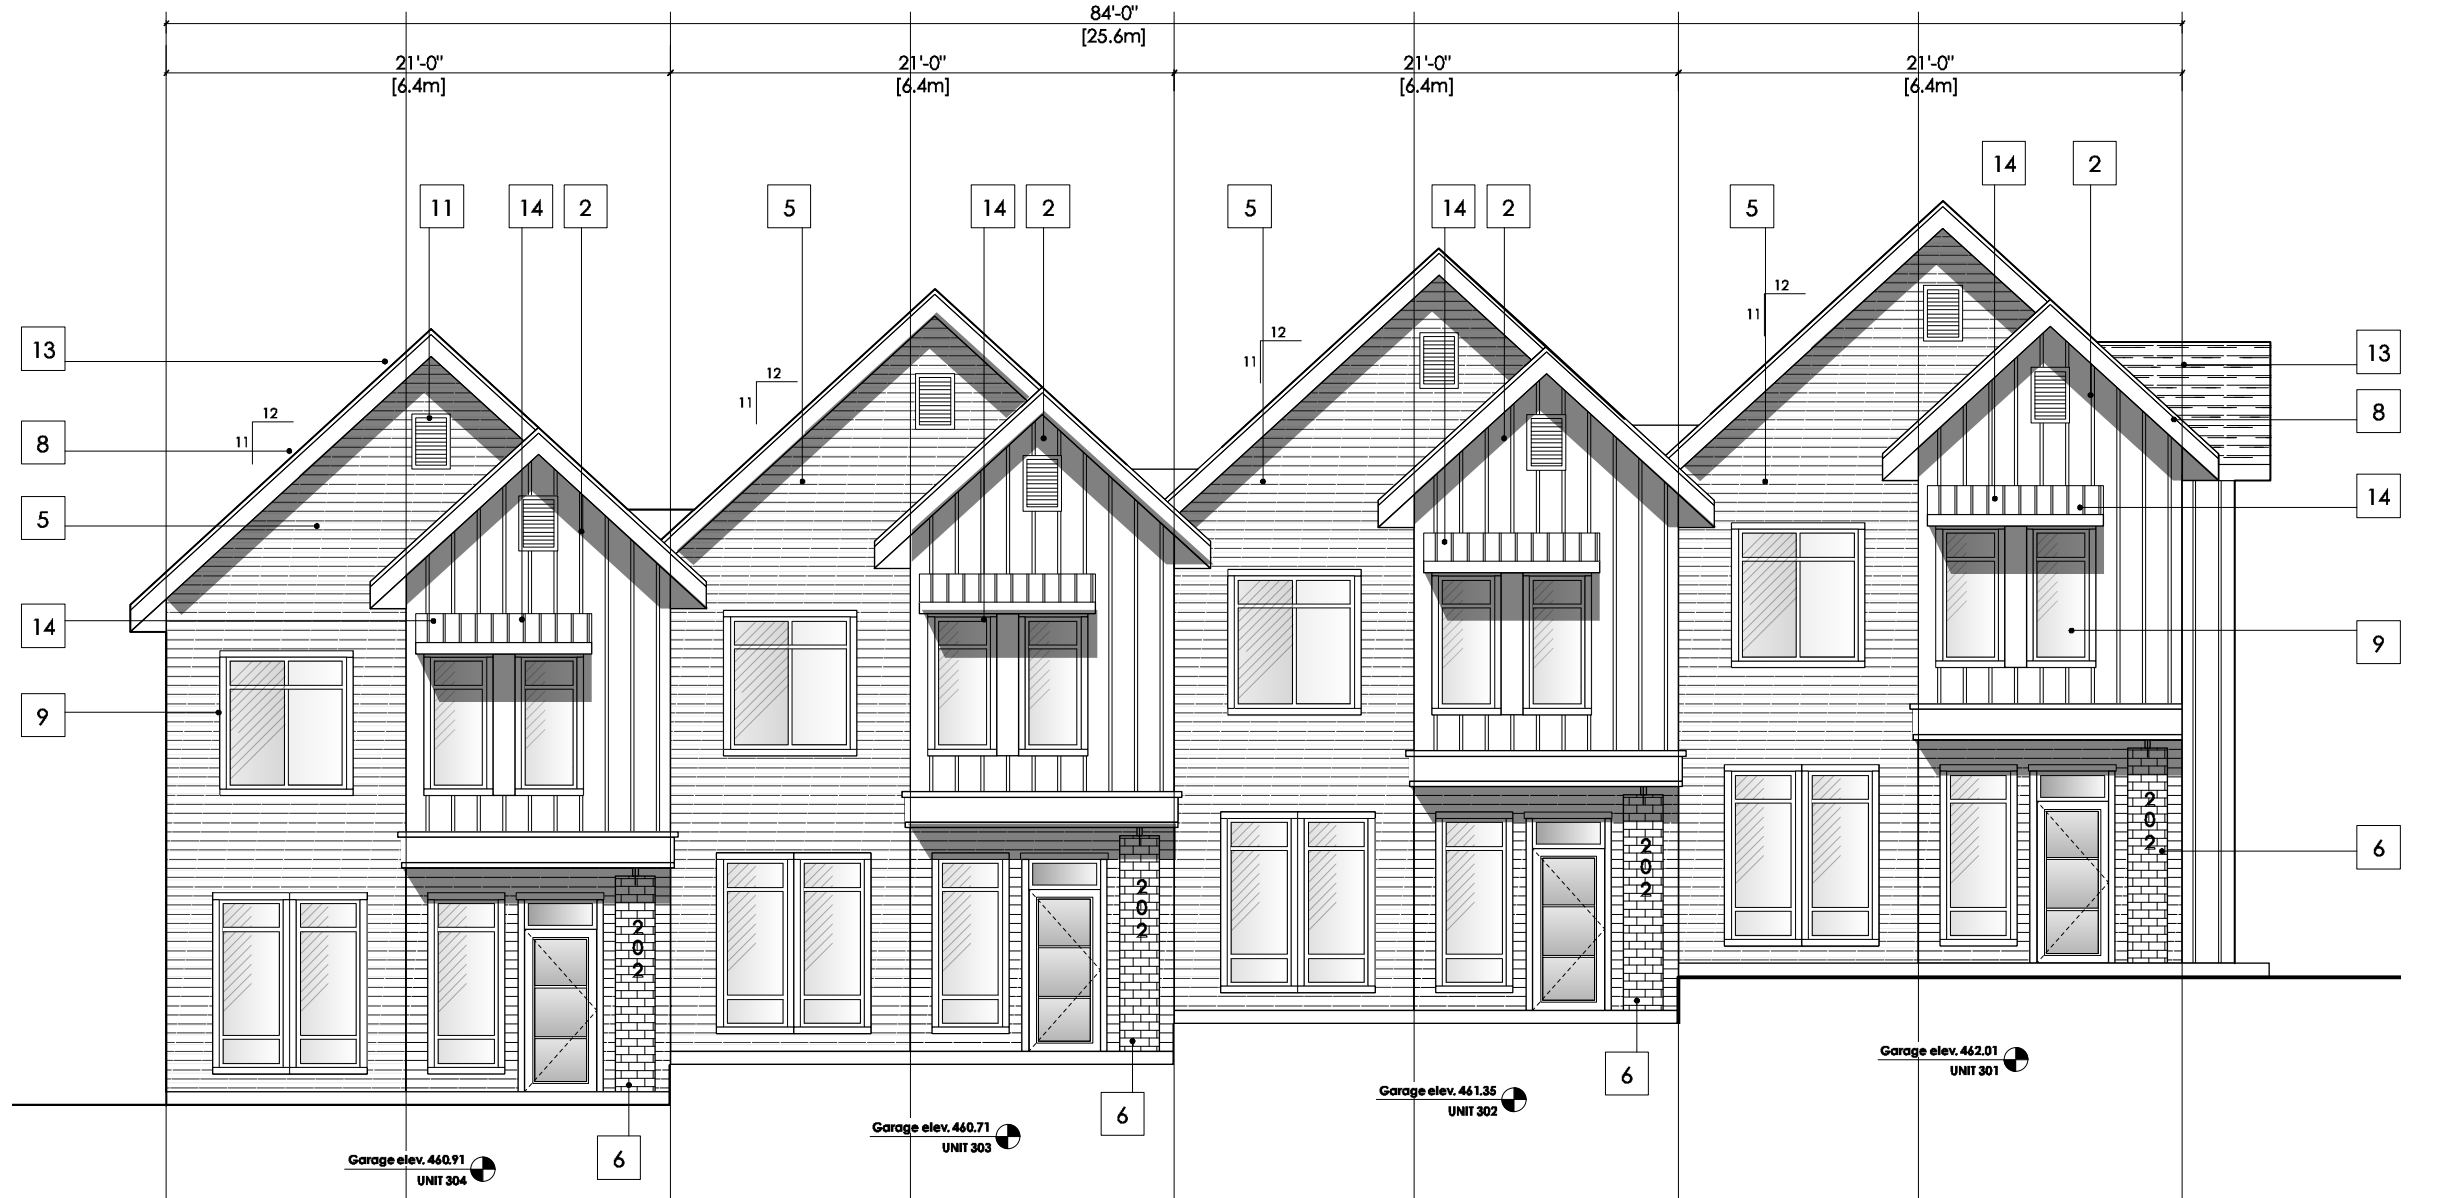 84'-0"
[25.6m]
21'-0" 21'-0" 21'-0" 21'-0"
[6.4m] [6.4m] [6.4m] [6.4m]
14 2
11 14 2 5 14 2 5 14 2 5
12
11
12
11
12
11
12
11
13 13
8 8
5 14
14 9
9
202 202 202 202
6
Garage elev. 462.01
UNIT 301
6
Garage elev. 461.35
UNIT 302
6
Garage elev. 460.71
UNIT 303
6
Garage elev. 460.91
UNIT 304